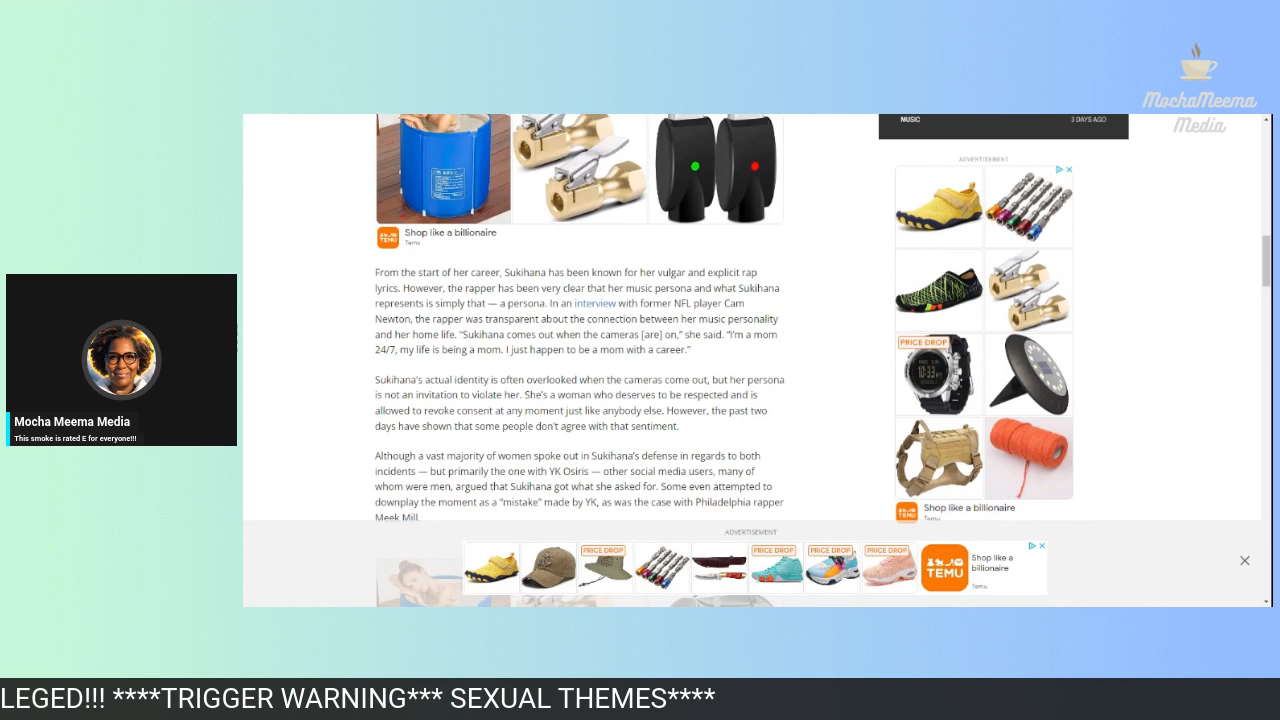 MochaMeema
Media
MUSIC
3 DAYS AGO
ADVERTISEMENT
Shop like a billionaire
Temu
From the start of her career, Sukihana has been known for her vulgar and explicit rap
lyrics. However, the rapper has been very clear that her music persona and what Sukihana
represents is simply that — a persona. In an interview with former NFL player Cam
Newton, the rapper was transparent about the connection between her music personality
and her home life. “Sukihana comes out when the cameras [are] on,” she said. “I’m a mom
24/7, my life is being a mom. I just happen to be a mom with a career.”
Sukihana’s actual identity is often overlooked when the cameras come out, but her persona
is not an invitation to violate her. She’s a woman who deserves to be respected and is
allowed to revoke consent at any moment just like anybody else. However, the past two
days have shown that some people don’t agree with that sentiment.
Although a vast majority of women spoke out in Sukihana’s defense in regards to both
incidents — but primarily the one with YK Osiris — other social media users, many of
whom were men, argued that Sukihana got what she asked for. Some even attempted to
downplay the moment as a “mistake” made by YK, as was the case with Philadelphia rapper
Meek Mill.
PRICE DROP
10:33
Shop like a billionaire
Temu
Mocha Meema Media
This smoke is rated E for everyone!!!
ADVERTISEMENT
PRICE DROP
PRICE DROP
PRICE DROP
PRICE DROP
TEMU
Shop like a
billionaire
Temu
LEGED!!! ****TRIGGER WARNING*** SEXUAL THEMES****